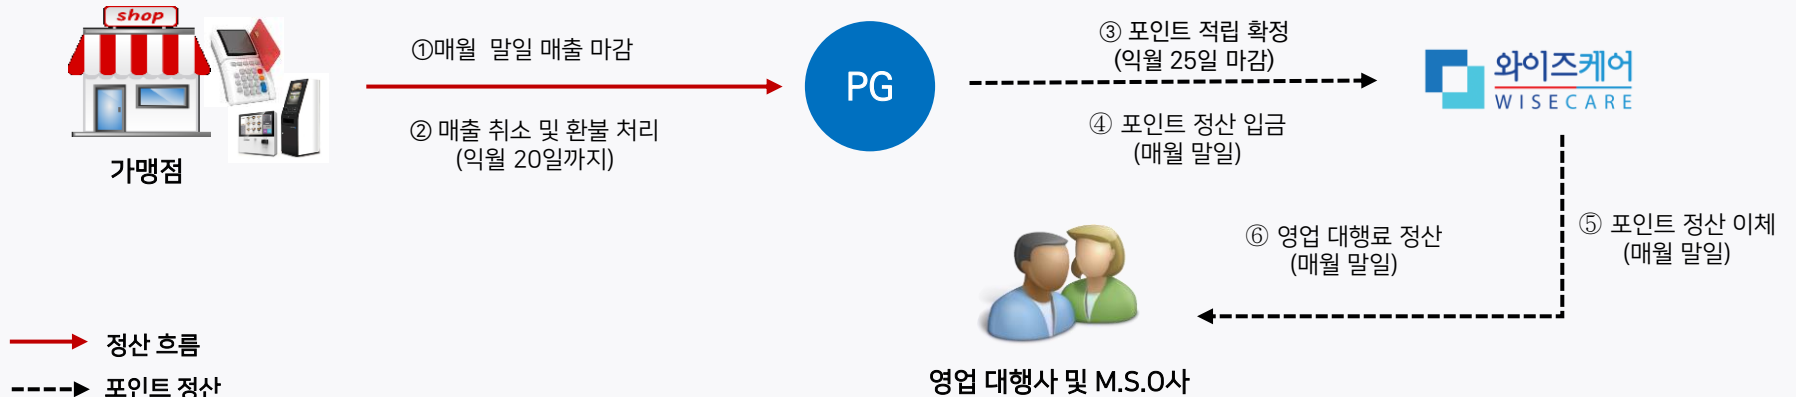 shop
①매월 말일 매출 마감
② 매출 취소 및 환불 처리
(익월 20일까지)
가맹점
PG
③ 포인트 적립 확정
(익월 25일 마감)
④ 포인트 정산 입금
(매월 말일)
와이즈케어
WISECARE
⑤ 포인트 정산 이체
(매월 말일)
⑥ 영업 대행료 정산
(매월 말일)
영업 대행사 및 M.S.O사
정산 흐름
포인트 정산